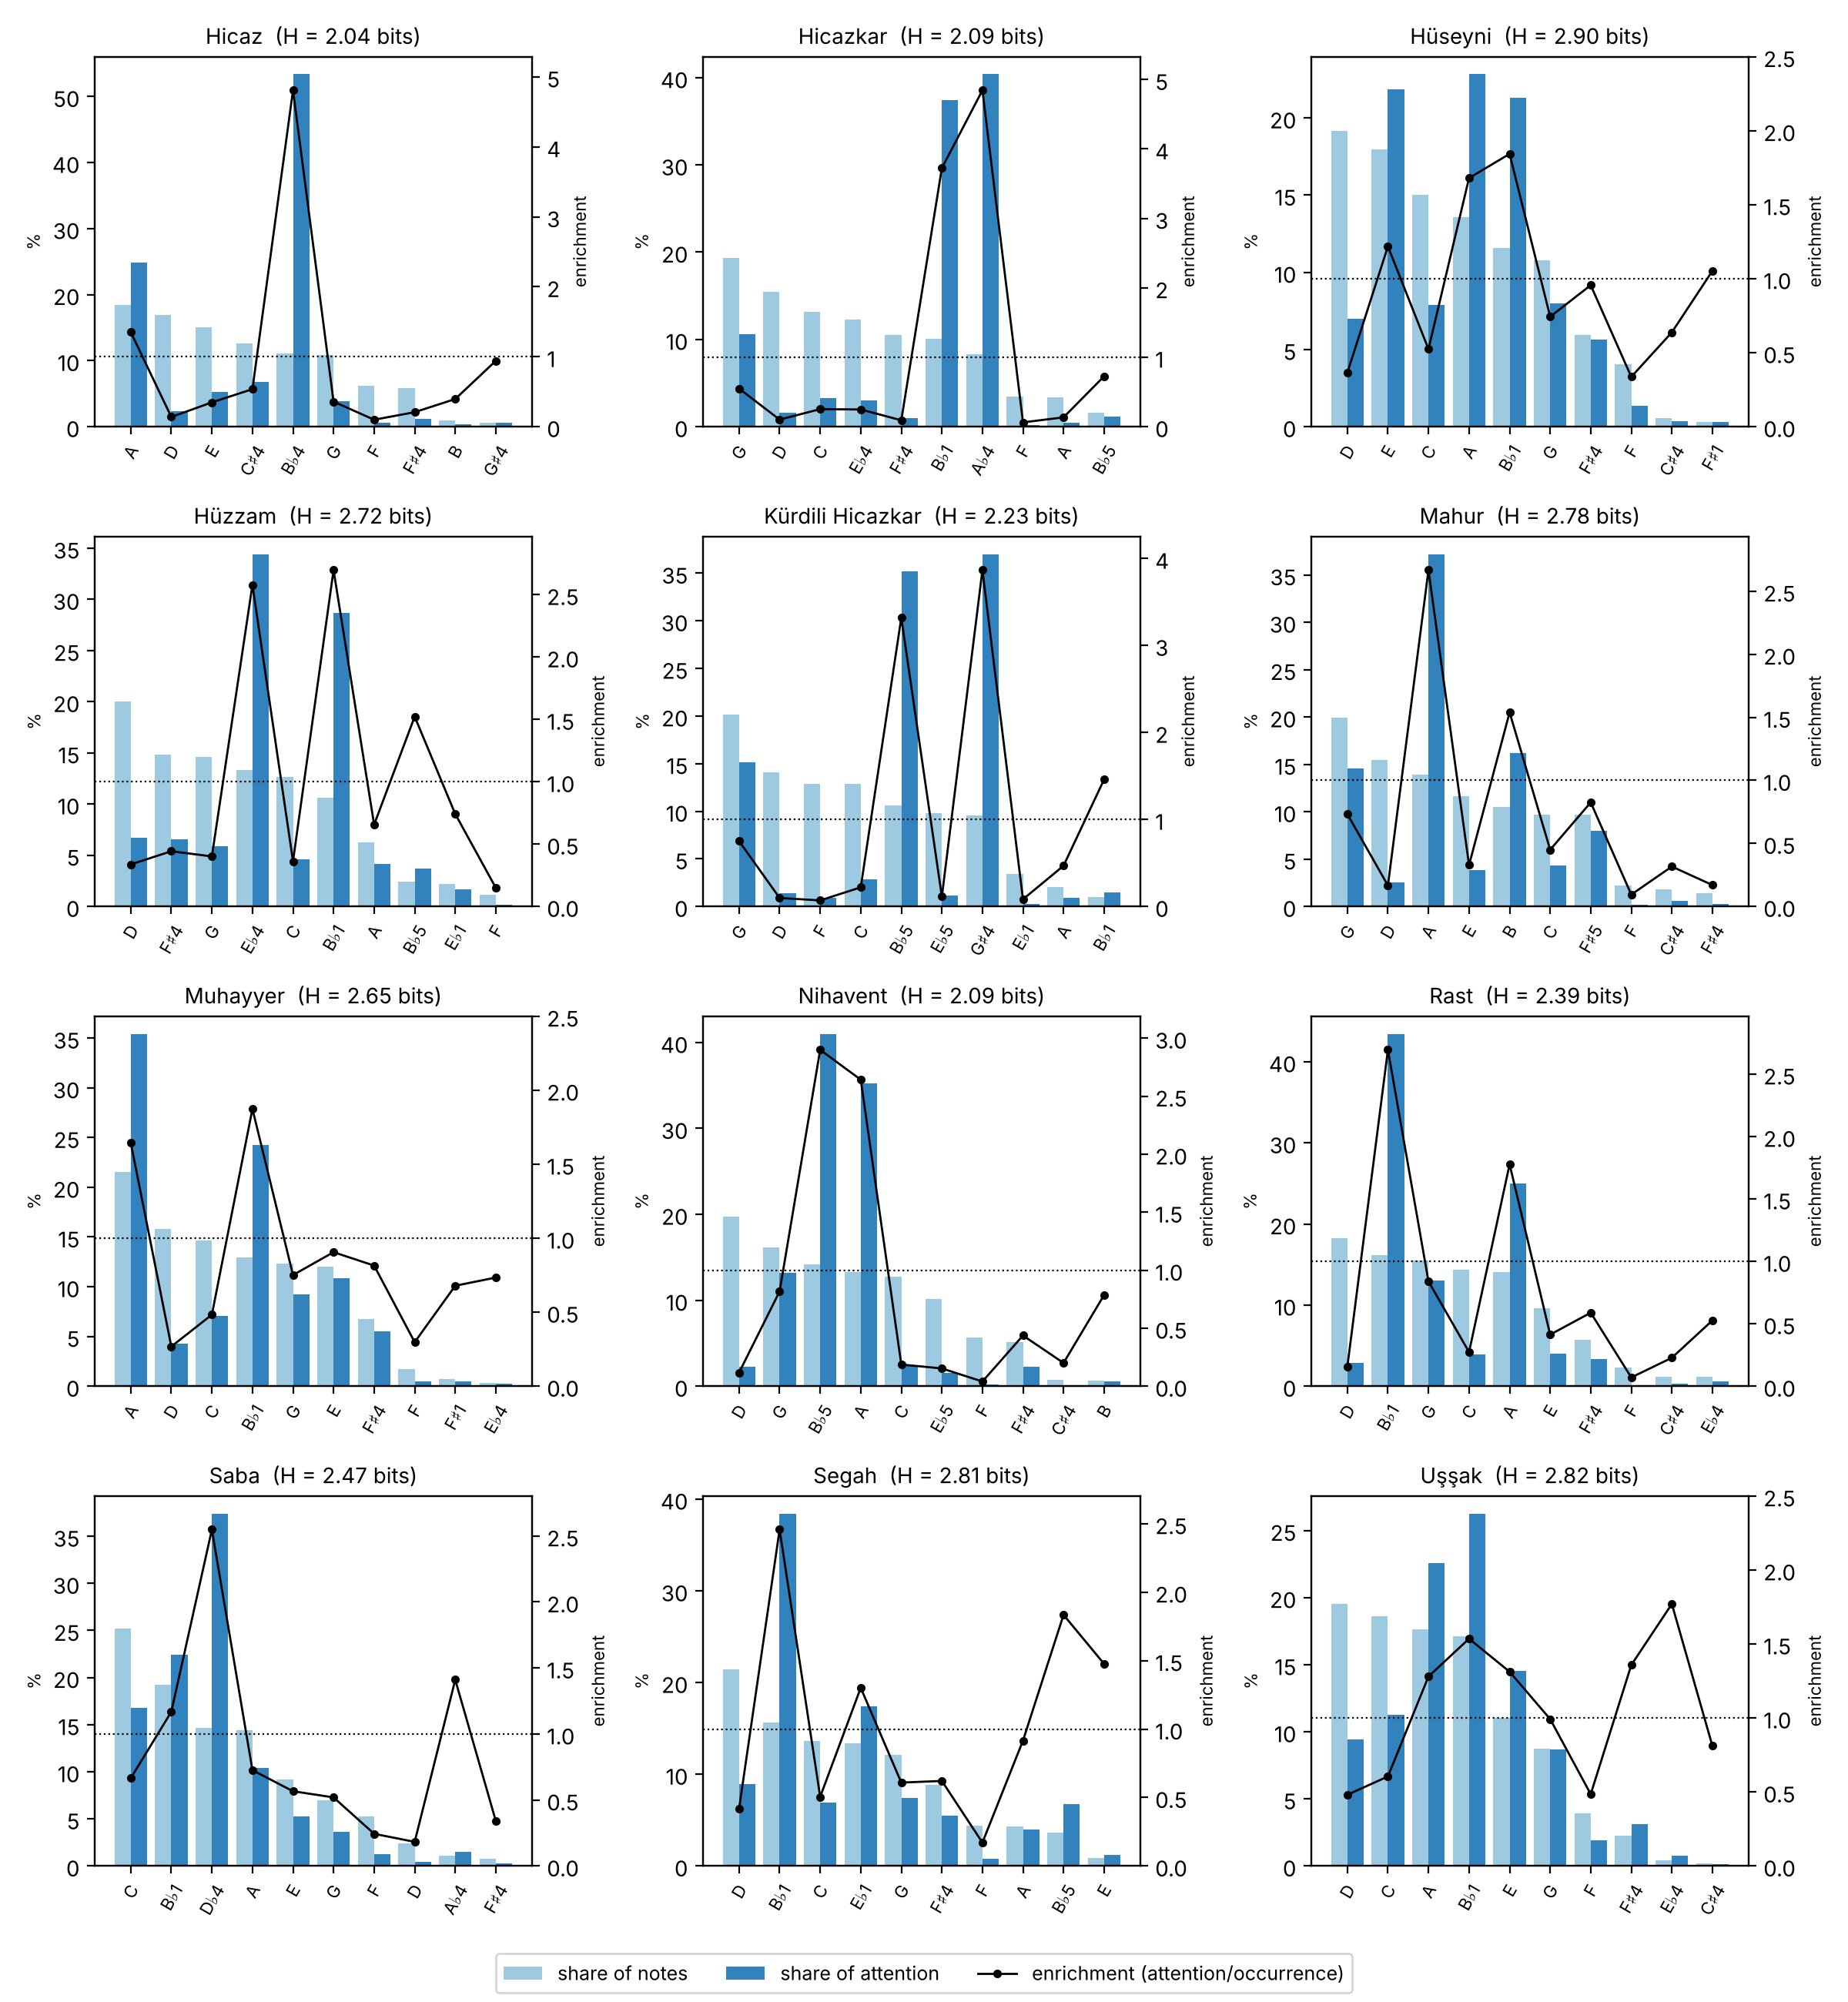 Hicaz  (H = 2.04 bits)
Hicazkar  (H = 2.09 bits)
Hüseyni  (H = 2.90 bits)
%
0
10
20
30
40
50
0
1
2
3
4
5
enrichment
A
D
E
C♯4
B♭4
G
F
F♯4
B
G♯4
%
0
10
20
30
40
0
1
2
3
4
5
enrichment
G
D
C
E♭4
F♯4
B♭1
A♭4
F
A
B♭5
%
5
10
15
20
0
0.0
0.5
1.0
1.5
2.0
2.5
enrichment
D
E
C
A
B♭1
G
F♯4
F
C♯4
F♯1
Hüzzam  (H = 2.72 bits)
Kürdili Hicazkar  (H = 2.23 bits)
Mahur  (H = 2.78 bits)
%
0
5
10
15
20
25
30
35
0.0
0.5
1.0
1.5
2.0
2.5
enrichment
D
F♯4
G
E♭4
C
B♭1
A
B♭5
E♭1
F
%
0
5
10
15
20
25
30
35
0
1
2
3
4
enrichment
G
D
F
C
B♭5
E♭5
G♯4
E♭1
A
B♭1
%
0
5
10
15
20
25
30
35
0.0
0.5
1.0
1.5
2.0
2.5
enrichment
G
D
A
E
B
C
F♯5
F
C♯4
F♯4
Muhayyer  (H = 2.65 bits)
Nihavent  (H = 2.09 bits)
Rast  (H = 2.39 bits)
%
0
5
10
15
20
25
30
35
0.0
0.5
1.0
1.5
2.0
2.5
enrichment
A
D
C
B♭1
G
E
F♯4
F
F♯1
E♭4
%
0
10
20
30
40
0.0
0.5
1.0
1.5
2.0
2.5
3.0
enrichment
D
G
B♭5
A
C
E♭5
F
F♯4
C♯4
B
%
0
10
20
30
40
0.0
0.5
1.0
1.5
2.0
2.5
enrichment
D
B♭1
G
C
A
E
F♯4
F
C♯4
E♭4
Saba  (H = 2.47 bits)
Segah  (H = 2.81 bits)
Uşşak  (H = 2.82 bits)
%
0
5
10
15
20
25
30
35
0.0
0.5
1.0
1.5
2.0
2.5
enrichment
C
B♭1
D♭4
A
E
G
F
D
A♭4
F♯4
%
0
10
20
30
40
0.0
0.5
1.0
1.5
2.0
2.5
enrichment
D
B♭1
C
E♭1
G
F♯4
F
A
B♭5
E
%
0
5
10
15
20
25
0.0
0.5
1.0
1.5
2.0
2.5
enrichment
D
C
A
B♭1
E
G
F
F♯4
E♭4
C♯4
share of notes
share of attention
enrichment (attention/occurrence)